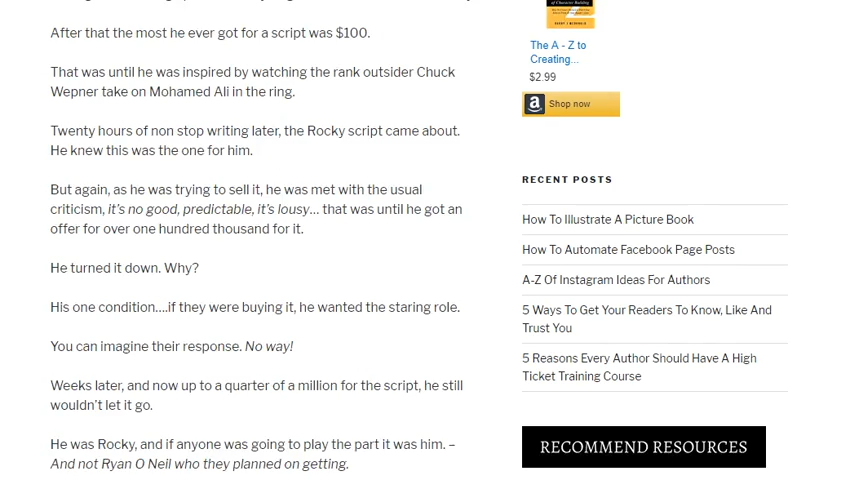 After that the most he ever got for a script was $100.
That was until he was inspired by watching the rank outsider Chuck
Wepner take on Mohamed Ali in the ring.
Twenty hours of non stop writing later, the Rocky script came about.
He knew this was the one for him.
But again, as he was trying to sell it, he was met with the usual
criticism, it's no good, predictable, it's lousy… that was until he got an
offer for over one hundred thousand for it.
He turned it down. Why?
His one condition….if they were buying it, he wanted the staring role.
You can imagine their response. No way!
Weeks later, and now up to a quarter of a million for the script, he still
wouldn't let it go.
He was Rocky, and if anyone was going to play the part it was him. –
And not Ryan O Neil who they planned on getting.
The A - Z to
Creating...
$2.99
Shop now
RECENT POSTS
How To Illustrate A Picture Book
How To Automate Facebook Page Posts
A-Z Of Instagram Ideas For Authors
5 Ways To Get Your Readers To Know, Like And
Trust You
5 Reasons Every Author Should Have A High
Ticket Training Course
RECOMMEND RESOURCES